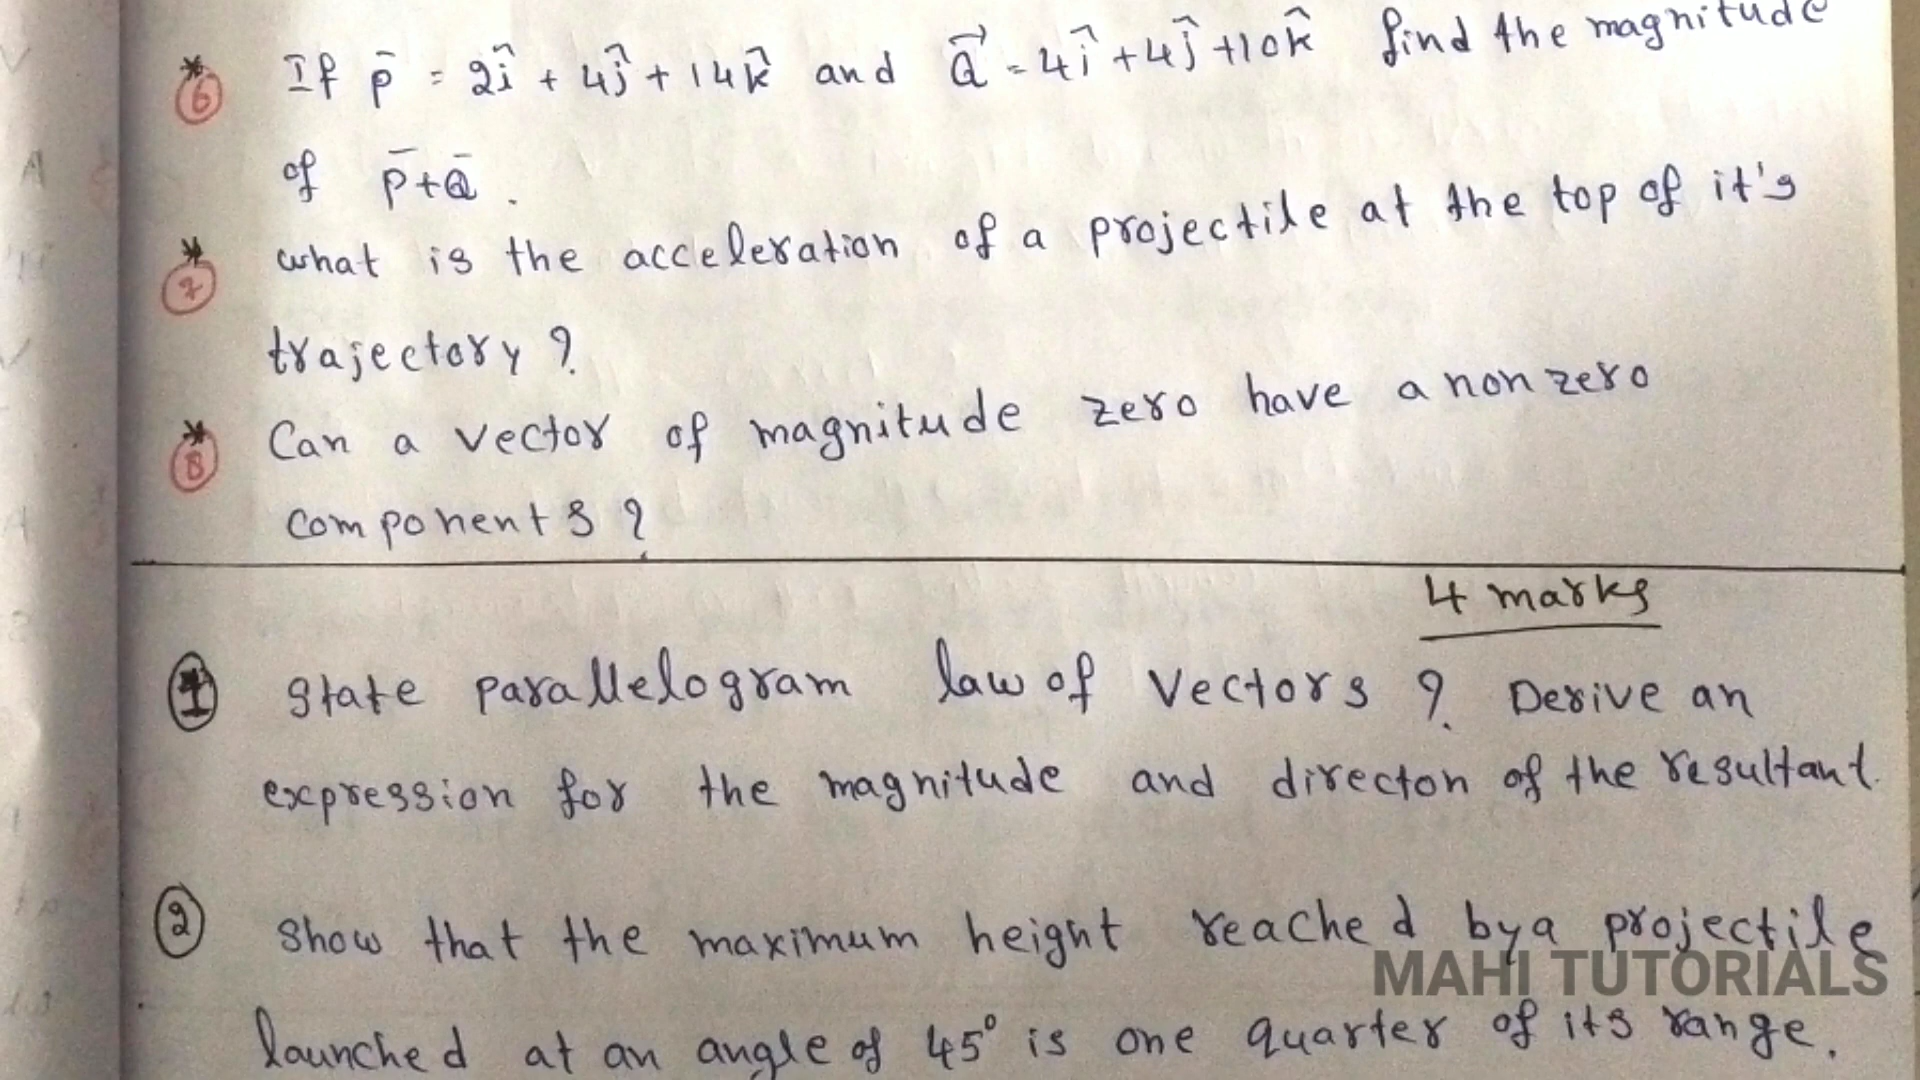 * 6 If p̄ = 2î + 4ĵ + 14k̂ and Q⃗ = 4î + 4ĵ + 10k̂ find the magnitude
of p̄+Q̄.
* 7 what is the acceleration of a projectile at the top of it's
trajectory ?
* 8 Can a vector of magnitude zero have a non zero
components ?
4 marks
1 state parallelogram law of vectors ? Derive an
expression for the magnitude and directon of the resultant.
2 Show that the maximum height reached by a projectile
MAHI TUTORIALS
launched at an angle of 45° is one quarter of its range.